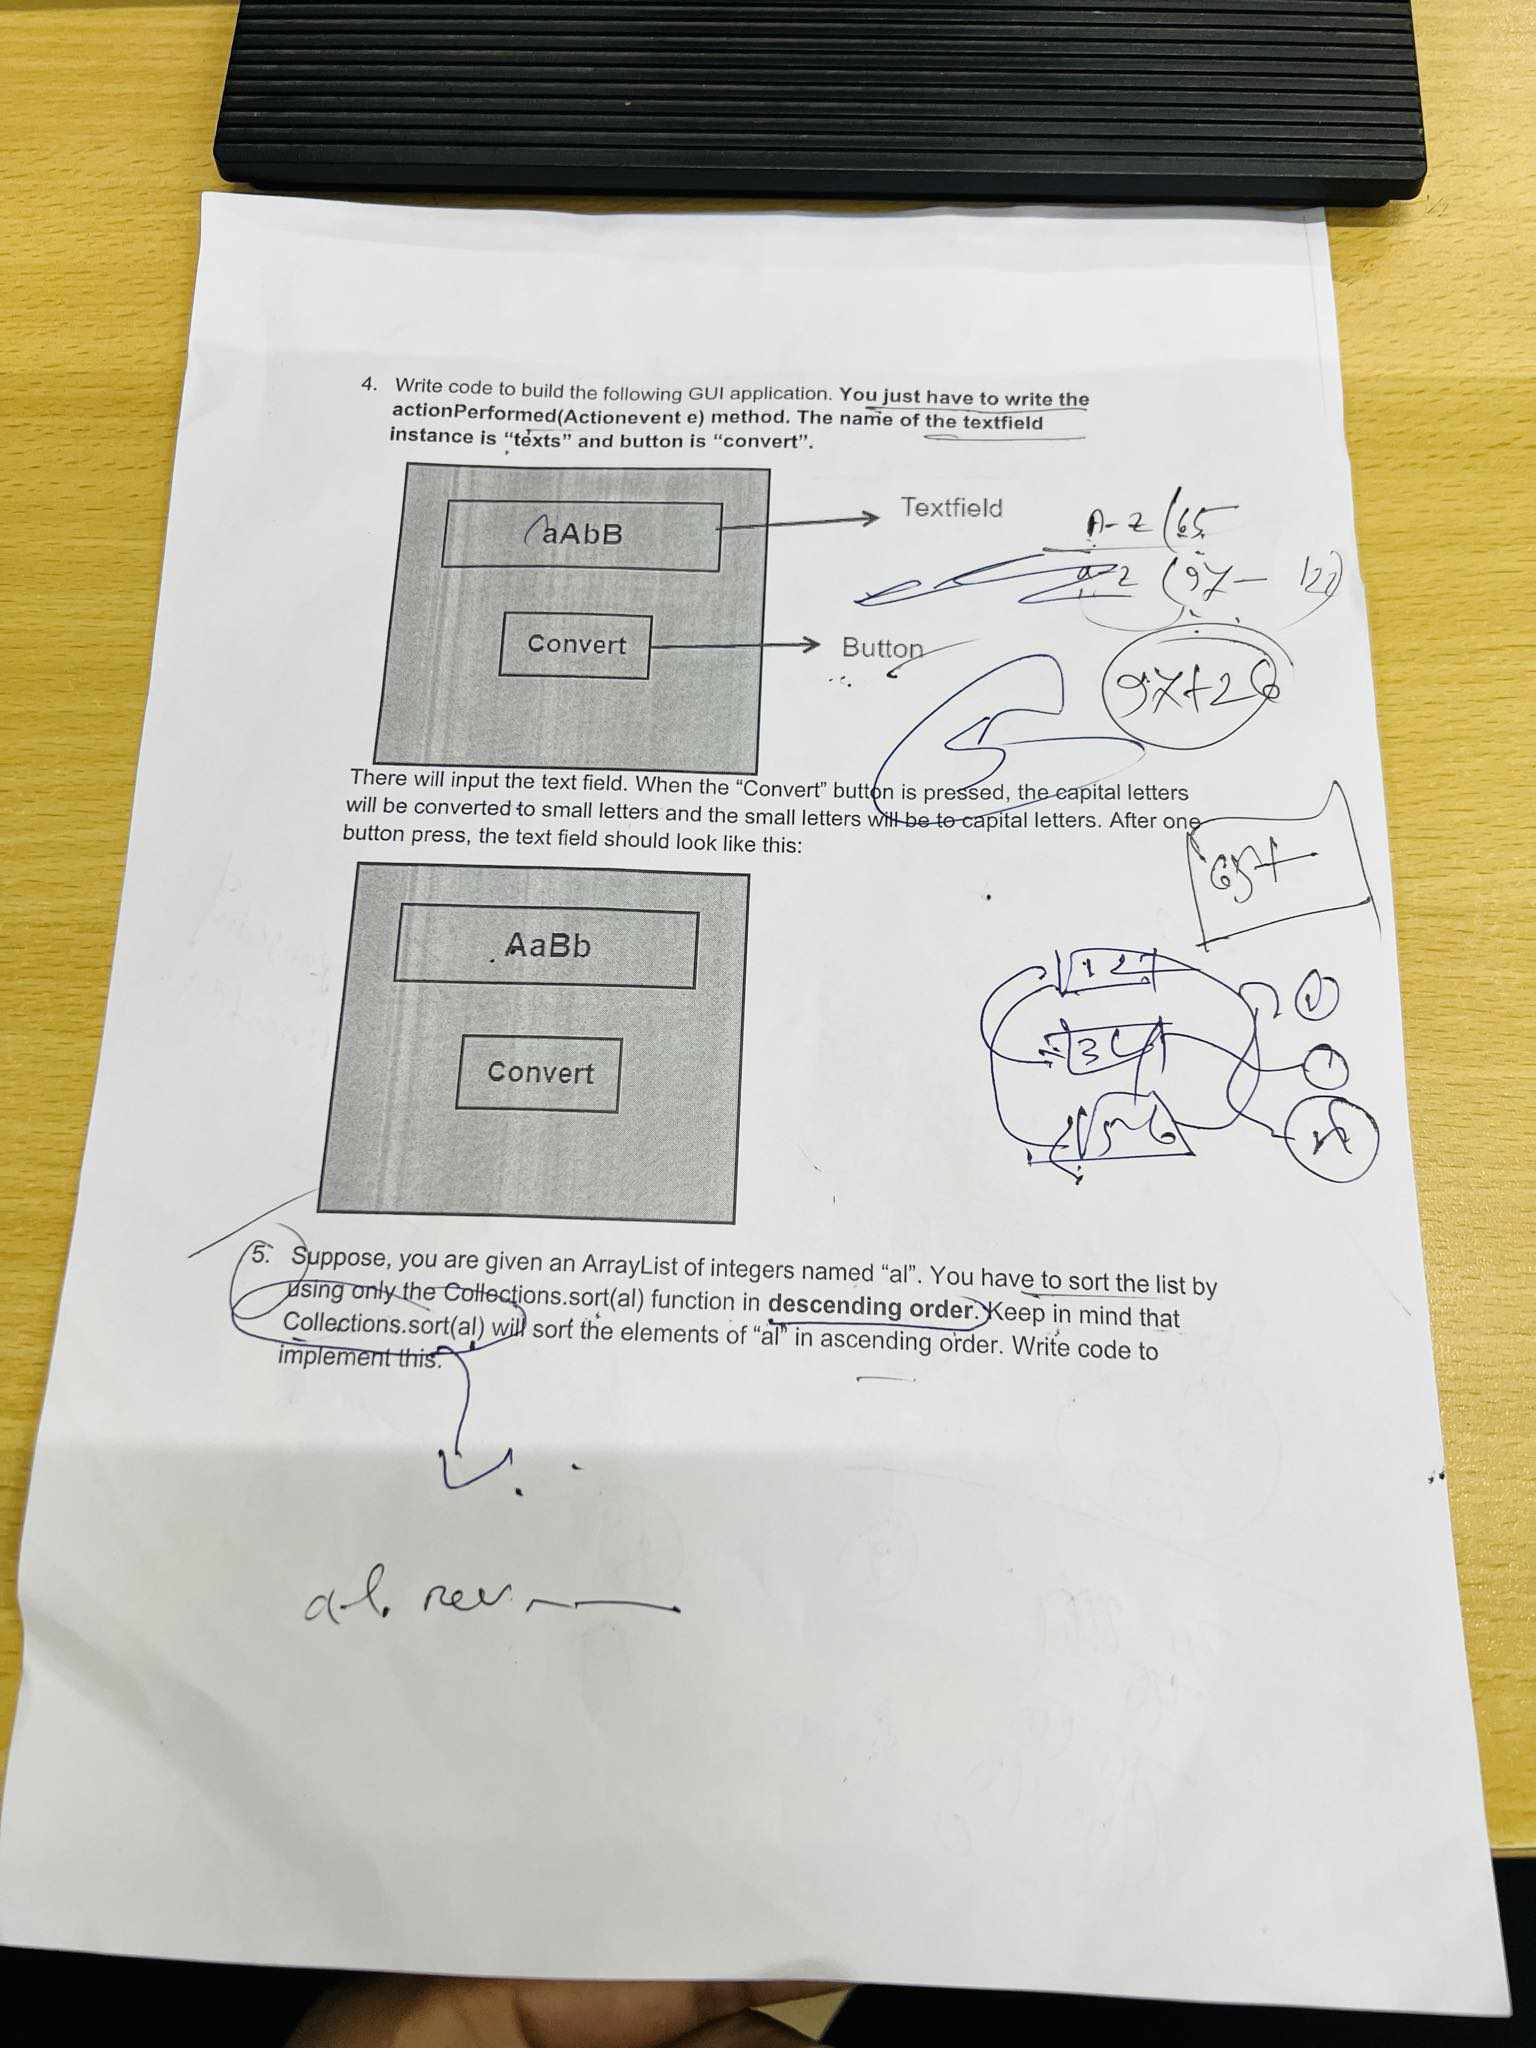 4. Write code to build the following GUI application. You just have to write the
actionPerformed(Actionevent e) method. The name of the textfield
instance is “texts” and button is “convert”.
aAbB
Textfield
Convert
Button
A-Z (65
a-z (97- 122)
97+26
There will input the text field. When the “Convert” button is pressed, the capital letters
will be converted to small letters and the small letters will be to capital letters. After one
button press, the text field should look like this:
65+
AaBb
Convert
5. Suppose, you are given an ArrayList of integers named “al”. You have to sort the list by
using only the Collections.sort(al) function in descending order. Keep in mind that
Collections.sort(al) will sort the elements of “al” in ascending order. Write code to
implement this.
al. rev